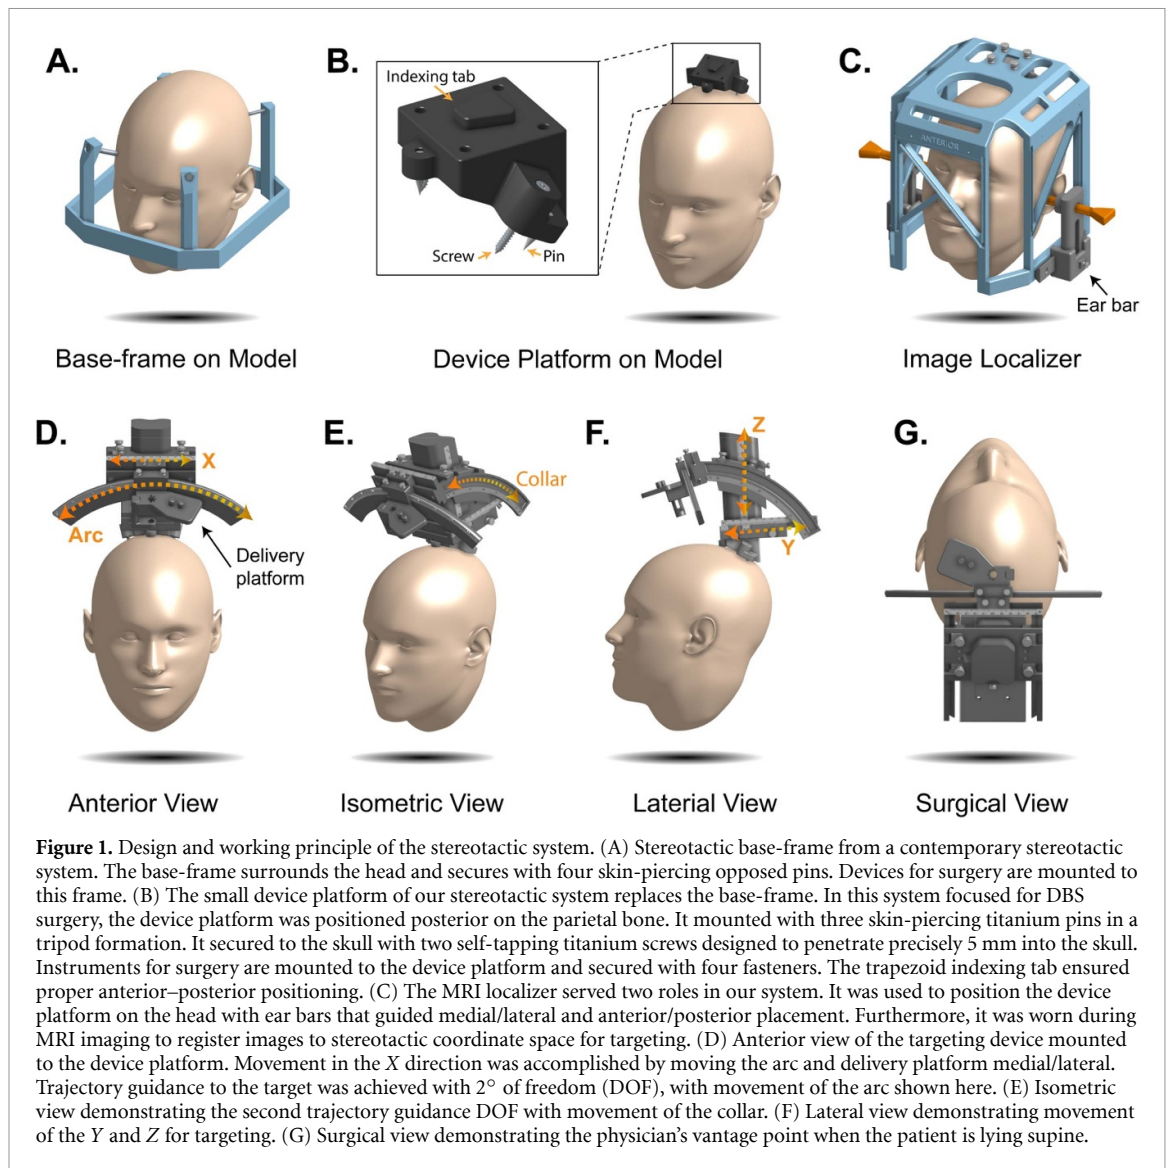 A.
B.
Indexing tab
Screw
Pin
C.
ANTERIOR
Ear bar
Base-frame on Model
Device Platform on Model
Image Localizer
D.
X
Arc
Delivery
platform
E.
Collar
F.
Z
Y
G.
Anterior View
Isometric View
Laterial View
Surgical View
Figure 1. Design and working principle of the stereotactic system. (A) Stereotactic base-frame from a contemporary stereotactic
system. The base-frame surrounds the head and secures with four skin-piercing opposed pins. Devices for surgery are mounted to
this frame. (B) The small device platform of our stereotactic system replaces the base-frame. In this system focused for DBS
surgery, the device platform was positioned posterior on the parietal bone. It mounted with three skin-piercing titanium pins in a
tripod formation. It secured to the skull with two self-tapping titanium screws designed to penetrate precisely 5 mm into the skull.
Instruments for surgery are mounted to the device platform and secured with four fasteners. The trapezoid indexing tab ensured
proper anterior–posterior positioning. (C) The MRI localizer served two roles in our system. It was used to position the device
platform on the head with ear bars that guided medial/lateral and anterior/posterior placement. Furthermore, it was worn during
MRI imaging to register images to stereotactic coordinate space for targeting. (D) Anterior view of the targeting device mounted
to the device platform. Movement in the X direction was accomplished by moving the arc and delivery platform medial/lateral.
Trajectory guidance to the target was achieved with 2° of freedom (DOF), with movement of the arc shown here. (E) Isometric
view demonstrating the second trajectory guidance DOF with movement of the collar. (F) Lateral view demonstrating movement
of the Y and Z for targeting. (G) Surgical view demonstrating the physician's vantage point when the patient is lying supine.